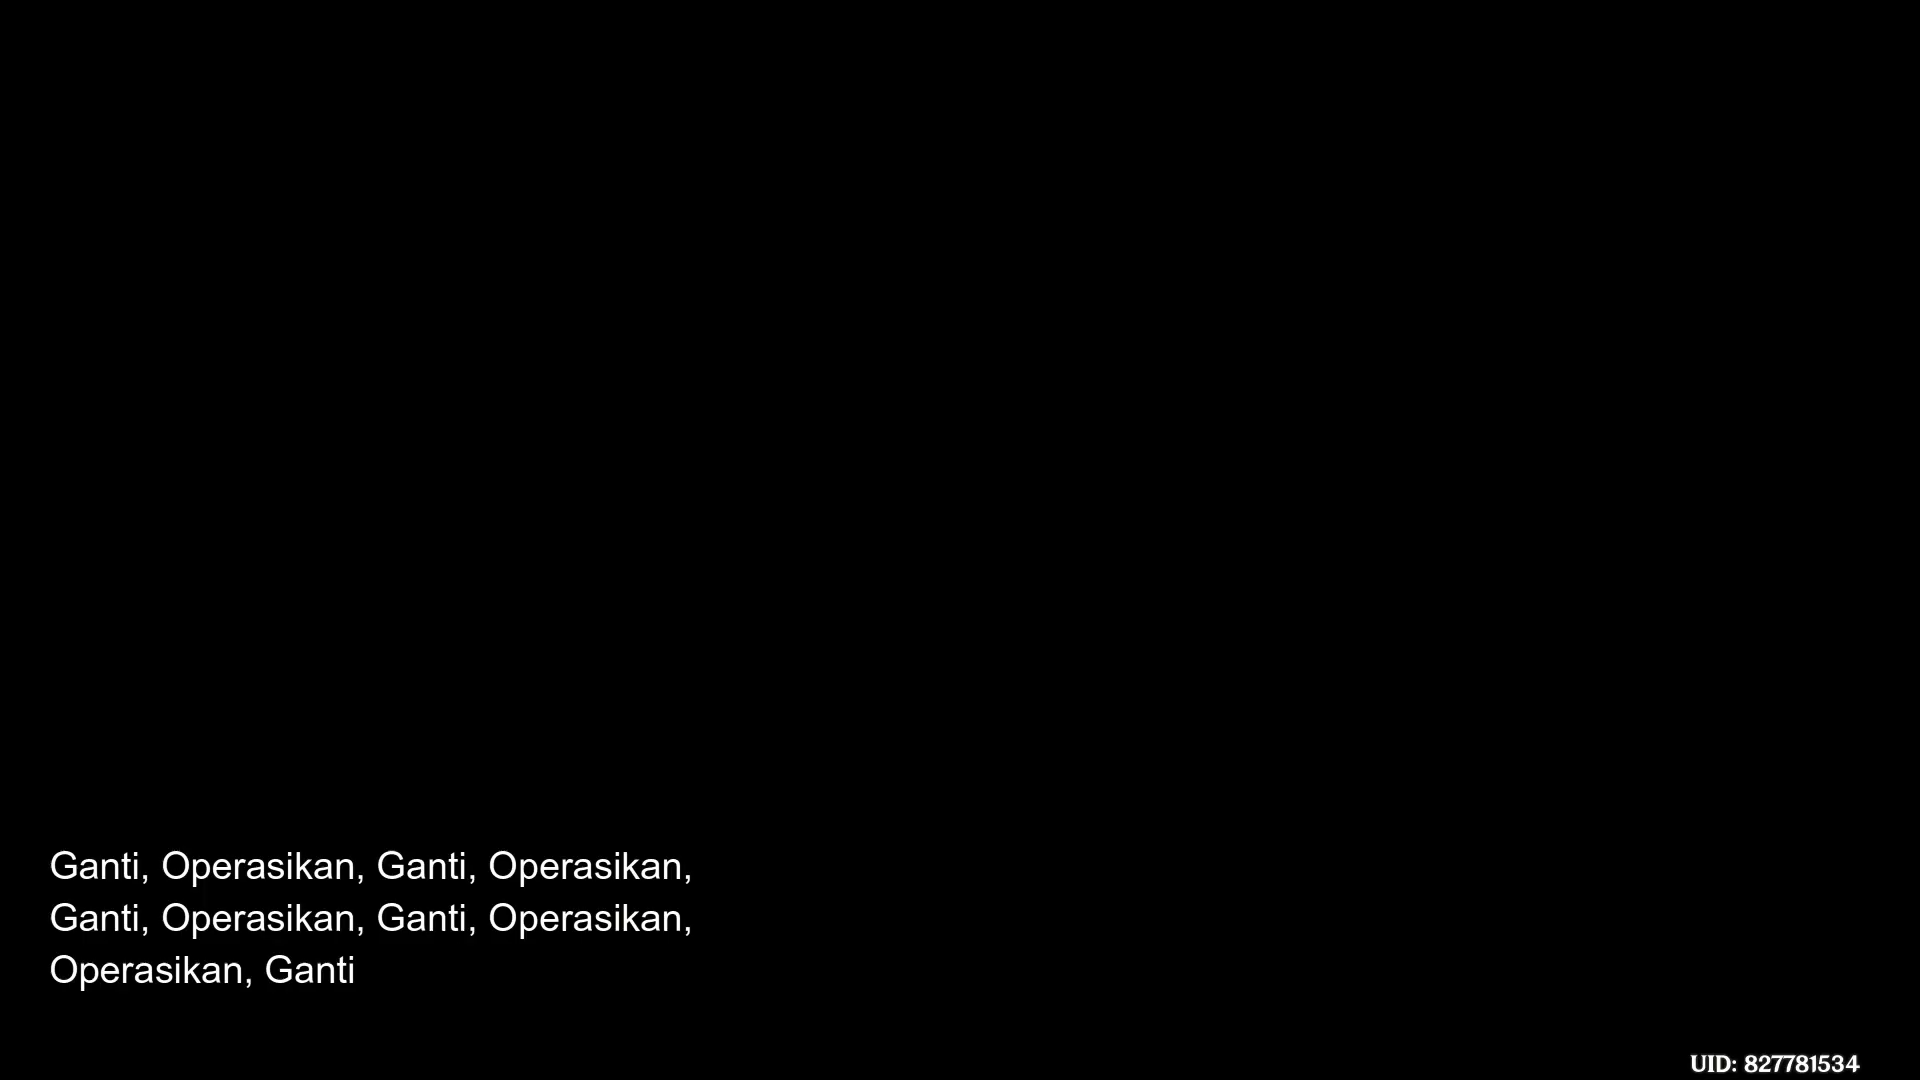 Ganti, Operasikan, Ganti, Operasikan,
Ganti, Operasikan, Ganti, Operasikan,
Operasikan, Ganti
UID: 827781534